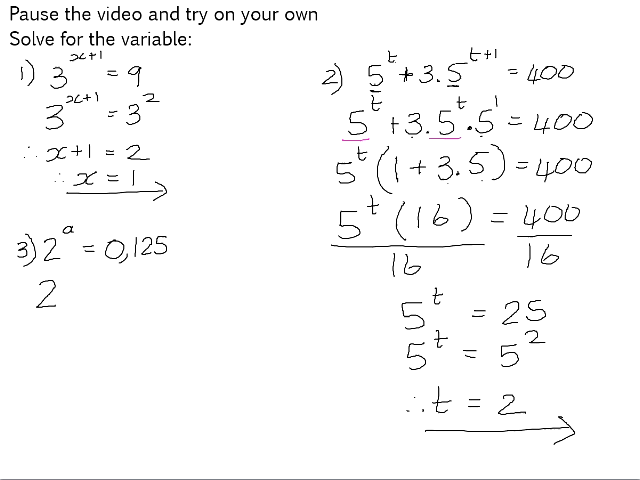 Pause the video and try on your own
Solve for the variable:
1) 3^{x+1} = 9
3^{x+1} = 3^2
∴ x+1 = 2
∴ x = 1
3) 2^a = 0,125
2
2) 5^t + 3.5^{t+1} = 400
5^t + 3.5^t.5^1 = 400
5^t (1 + 3.5) = 400
5^t (16) = 400
16 16
5^t = 25
5^t = 5^2
∴ t = 2